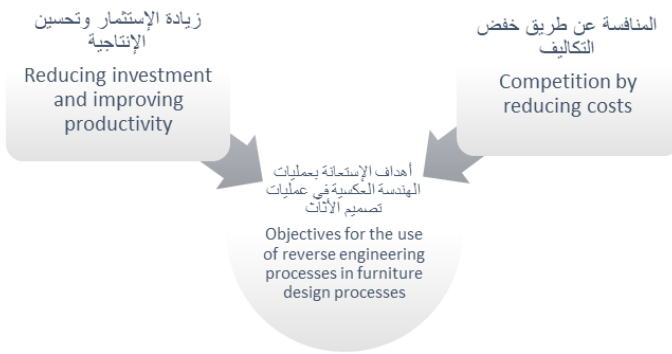 زيادة الإستثمار وتحسين
الإنتاجية
Reducing investment
and improving
productivity
المنافسة عن طريق خفض
التكاليف
Competition by
reducing costs
أهداف الإستعانة بعمليات
الهندسة العكسية في عمليات
تصميم الأثاث
Objectives for the use
of reverse engineering
processes in furniture
design processes